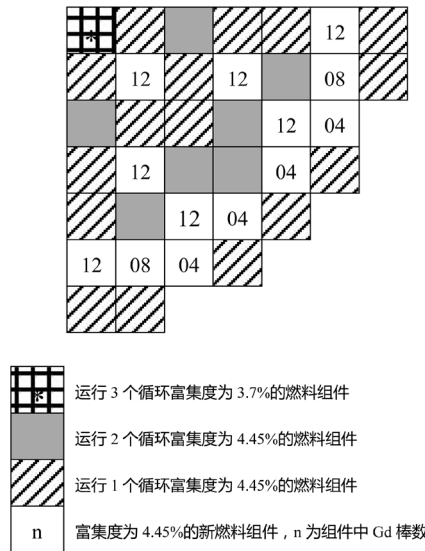 *
12
12 12 08
12 04
12 04
12 04
12 08 04
* 运行 3 个循环富集度为 3.7%的燃料组件
运行 2 个循环富集度为 4.45%的燃料组件
运行 1 个循环富集度为 4.45%的燃料组件
n 富集度为 4.45%的新燃料组件，n 为组件中 Gd 棒数